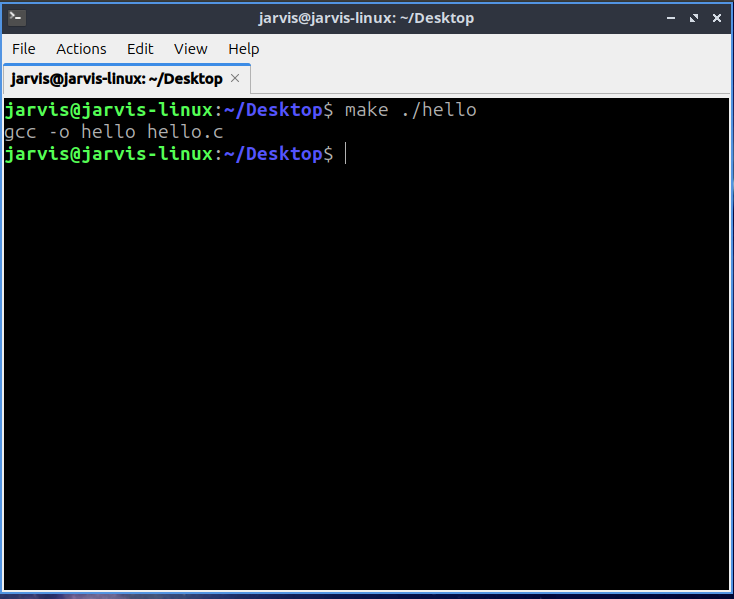 jarvis@jarvis-linux: ~/Desktop
File Actions Edit View Help
jarvis@jarvis-linux: ~/Desktop
jarvis@jarvis-linux:~/Desktop$ make ./hello
gcc -o hello hello.c
jarvis@jarvis-linux:~/Desktop$